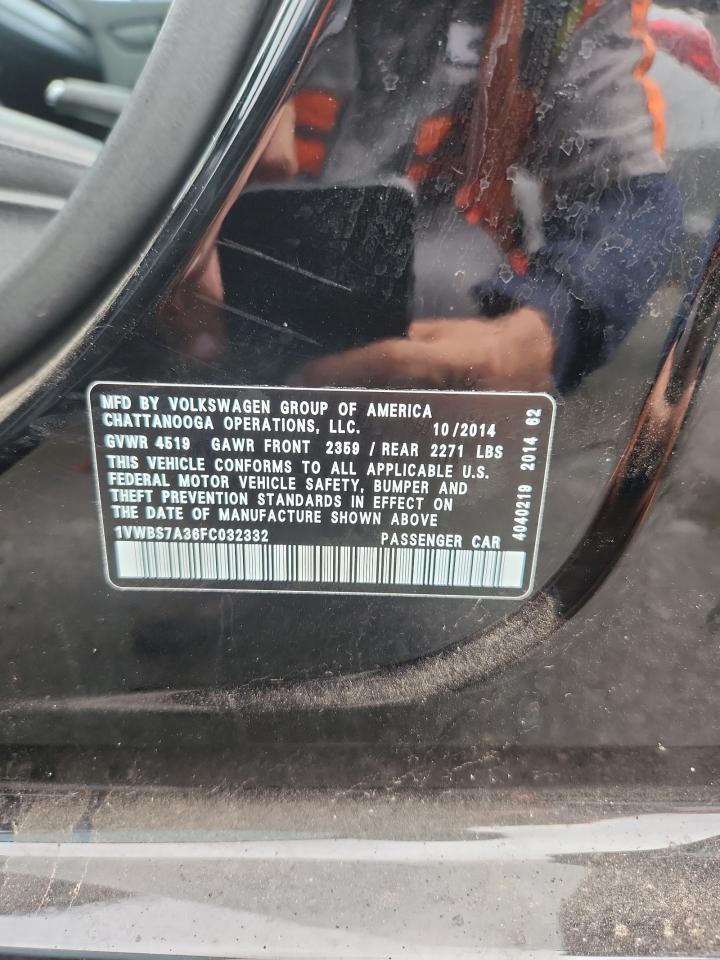 MFD BY VOLKSWAGEN GROUP OF AMERICA
CHATTANOOGA OPERATIONS, LLC. 10/2014
GVWR 4519 GAWR FRONT 2359 / REAR 2271 LBS
THIS VEHICLE CONFORMS TO ALL APPLICABLE U.S.
FEDERAL MOTOR VEHICLE SAFETY, BUMPER AND
THEFT PREVENTION STANDARDS IN EFFECT ON
THE DATE OF MANUFACTURE SHOWN ABOVE
1VWBS7A36FC032332 PASSENGER CAR
4040219 2014 62